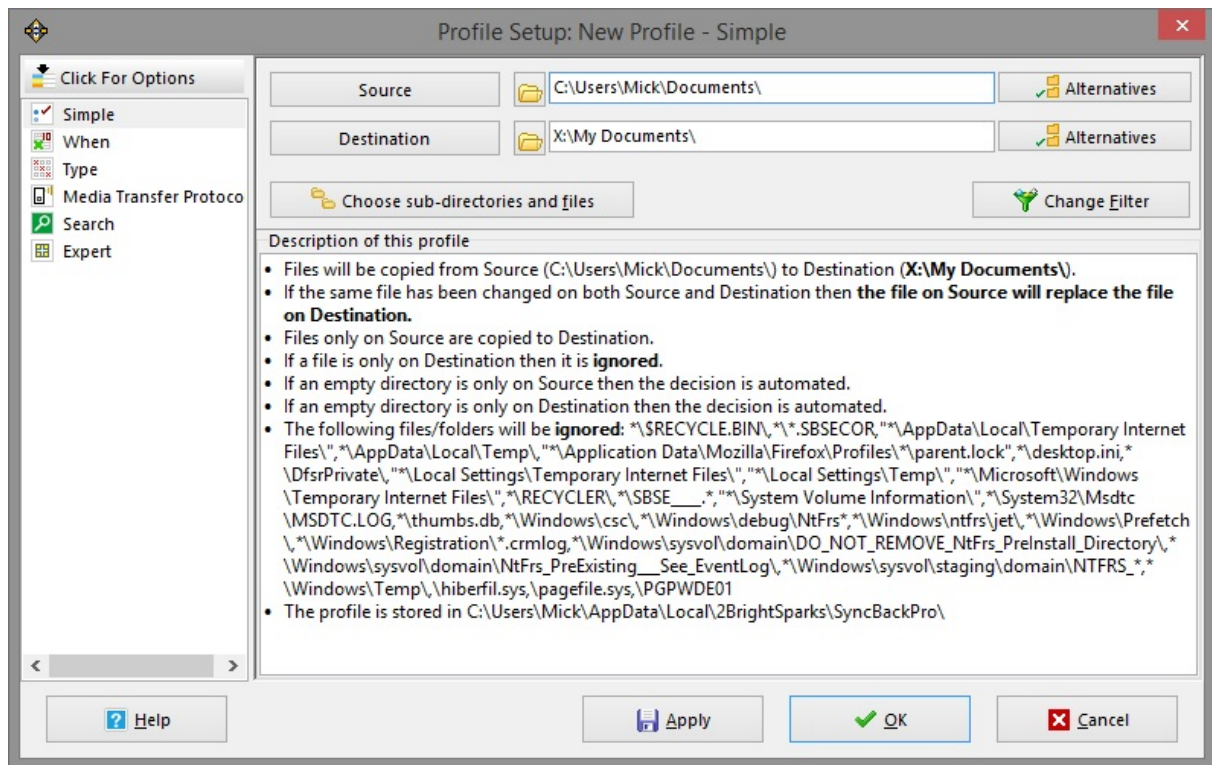 Profile Setup: New Profile - Simple
Click For Options
Simple
When
Type
Media Transfer Protoco
Search
Expert
Source
C:\Users\Mick\Documents\
Alternatives
Destination
X:\My Documents\
Alternatives
Choose sub-directories and files
Change Filter
Description of this profile
• Files will be copied from Source (C:\Users\Mick\Documents\) to Destination (X:\My Documents\).
• If the same file has been changed on both Source and Destination then the file on Source will replace the file
on Destination.
• Files only on Source are copied to Destination.
• If a file is only on Destination then it is ignored.
• If an empty directory is only on Source then the decision is automated.
• If an empty directory is only on Destination then the decision is automated.
• The following files/folders will be ignored: *\$RECYCLE.BIN\,*\*.SBSECOR,"*\AppData\Local\Temporary Internet
Files\",*\AppData\Local\Temp\,"*\Application Data\Mozilla\Firefox\Profiles\*\parent.lock",*\desktop.ini,*
\DfsrPrivate\,"*\Local Settings\Temporary Internet Files\","*\Local Settings\Temp\","*\Microsoft\Windows
\Temporary Internet Files\",*\RECYCLER\,*\SBSE___.*,"*\System Volume Information\",*\System32\Msdtc
\MSDTC.LOG,*\thumbs.db,*\Windows\csc\,*\Windows\debug\NtFrs*,*\Windows\ntfrs\jet\,*\Windows\Prefetch
\,*\Windows\Registration\*.crmlog,*\Windows\sysvol\domain\DO_NOT_REMOVE_NtFrs_PreInstall_Directory\,*
\Windows\sysvol\domain\NtFrs_PreExisting___See_EventLog\,*\Windows\sysvol\staging\domain\NTFRS_*,*
\Windows\Temp\,\hiberfil.sys,\pagefile.sys,\PGPWDE01
• The profile is stored in C:\Users\Mick\AppData\Local\2BrightSparks\SyncBackPro\
Help
Apply
OK
Cancel